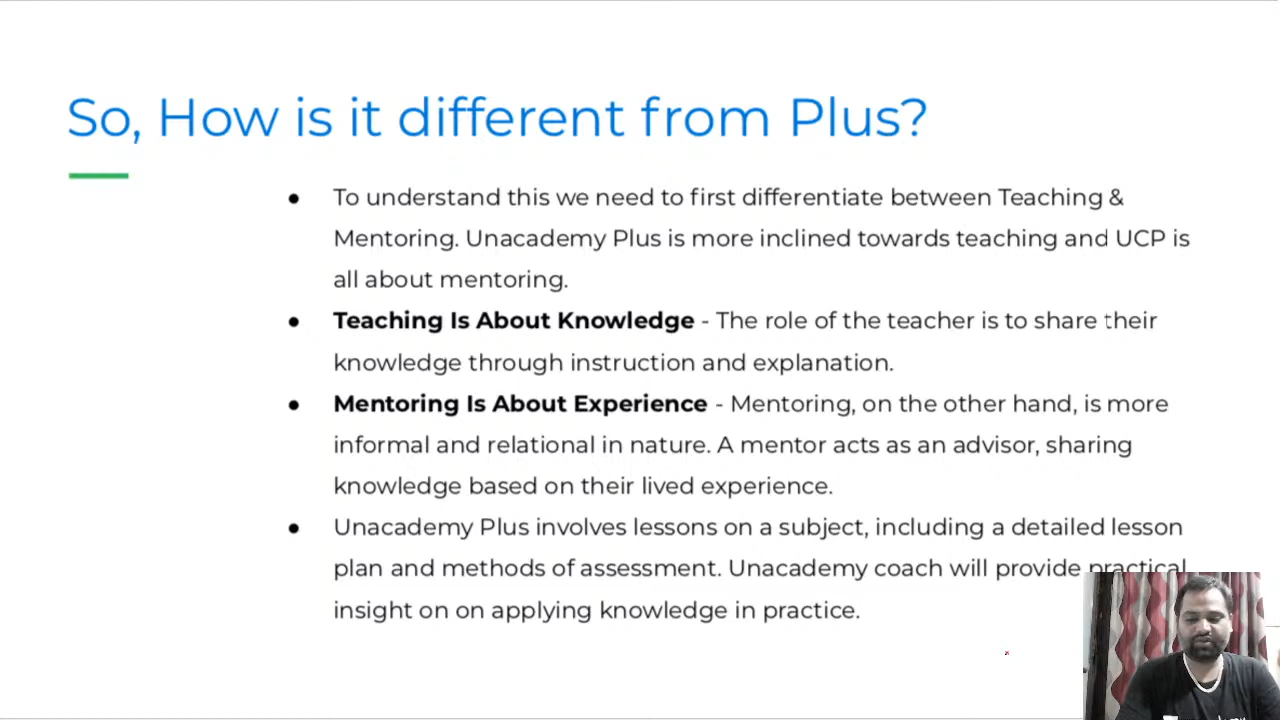 So, How is it different from Plus?
● To understand this we need to first differentiate between Teaching &
Mentoring. Unacademy Plus is more inclined towards teaching and UCP is
all about mentoring.
● Teaching Is About Knowledge - The role of the teacher is to share their
knowledge through instruction and explanation.
● Mentoring Is About Experience - Mentoring, on the other hand, is more
informal and relational in nature. A mentor acts as an advisor, sharing
knowledge based on their lived experience.
● Unacademy Plus involves lessons on a subject, including a detailed lesson
plan and methods of assessment. Unacademy coach will provide practical
insight on on applying knowledge in practice.